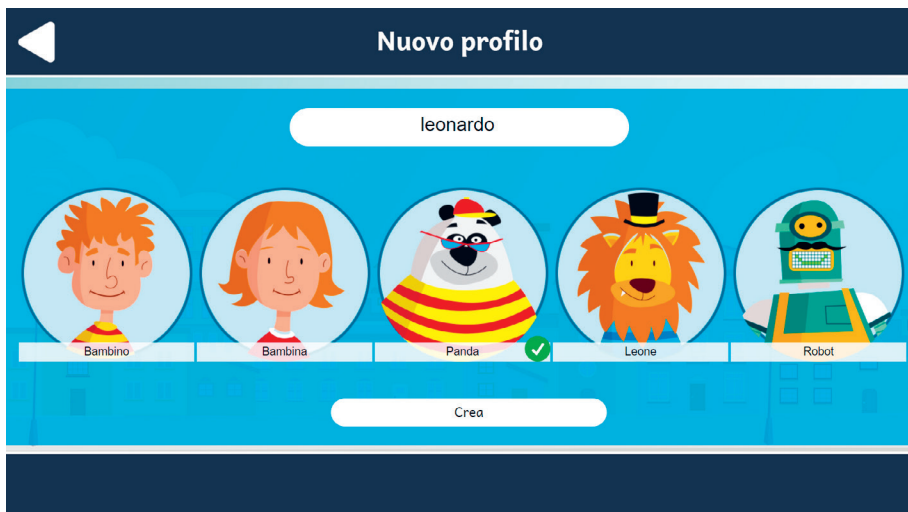 Nuovo profilo
leonardo
Bambino
Bambina
Panda
Leone
Robot
Crea